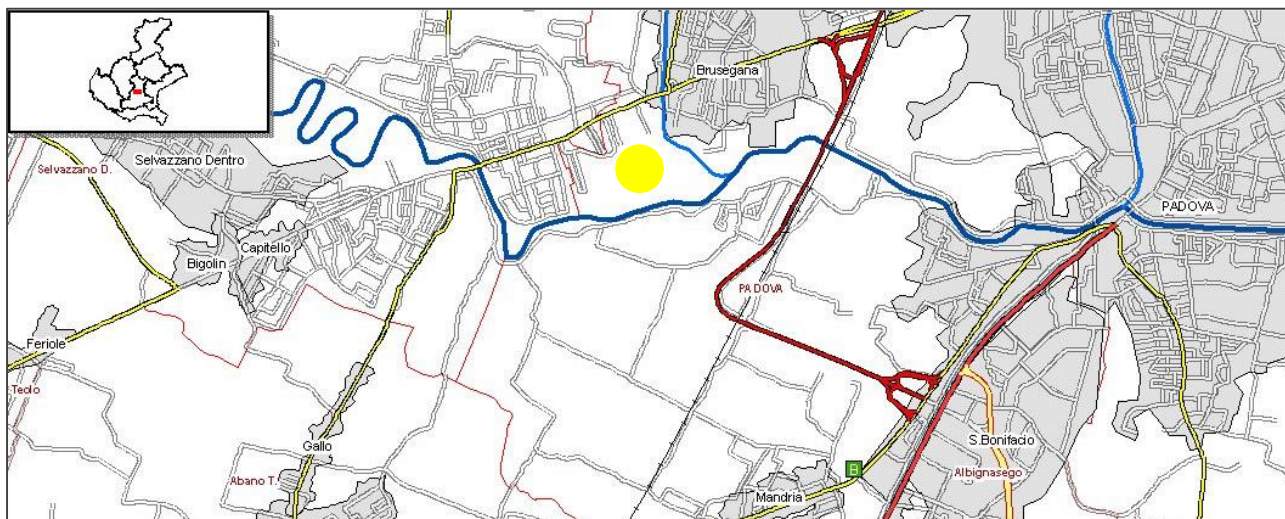 Brusegana
Selvazzano Dentro
Selvazzano D.
PADOVA
Capitello
Bigolin
PADOVA
Feriole
Teolo
Gallo
S.Bonifacio
Abano T.
Albignasego
Mandria